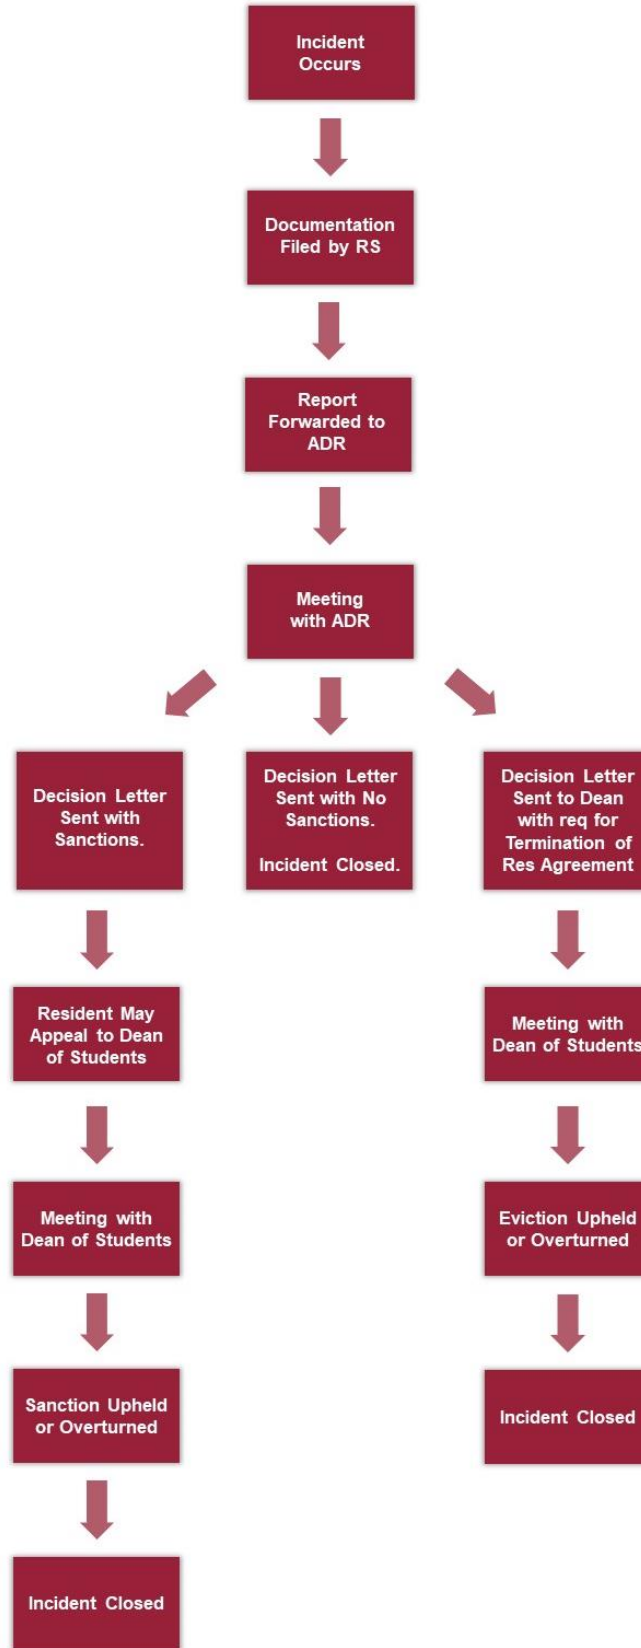 Incident
Occurs
Documentation
Filed by RS
Report
Forwarded to
ADR
Meeting
with ADR
Decision Letter
Sent with
Sanctions.
Decision Letter
Sent with No
Sanctions.
Incident Closed.
Decision Letter
Sent to Dean
with req for
Termination of
Res Agreement
Resident May
Appeal to Dean
of Students
Meeting with
Dean of Students
Meeting with
Dean of Students
Eviction Upheld
or Overturned
Sanction Upheld
or Overturned
Incident Closed
Incident Closed